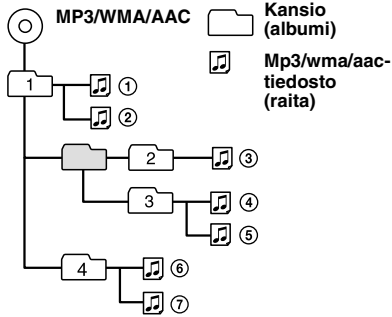 MP3/WMA/AAC
Kansio
(albumi)
Mp3/wma/aac-
tiedosto
(raita)
1
①
②
2
③
3
④
⑤
4
⑥
⑦